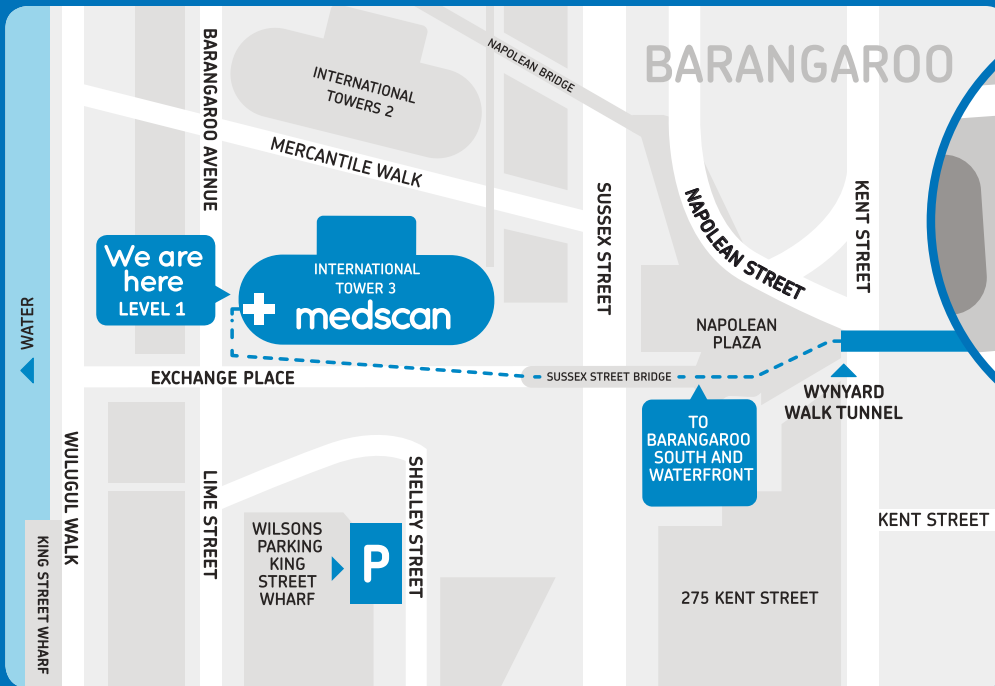 BARANGAROO
NAPOLEAN BRIDGE
BARANGAROO AVENUE
INTERNATIONAL
TOWERS 2
MERCANTILE WALK
SUSSEX STREET
NAPOLEAN STREET
KENT STREET
We are
here
LEVEL 1
INTERNATIONAL
TOWER 3
medscan
WATER
NAPOLEAN
PLAZA
EXCHANGE PLACE
SUSSEX STREET BRIDGE
WYNYARD
WALK TUNNEL
TO
BARANGAROO
SOUTH AND
WATERFRONT
WULUGUL WALK
LIME STREET
SHELLEY STREET
KENT STREET
WILSONS
PARKING
KING
STREET
WHARF
P
KING STREET WHARF
275 KENT STREET